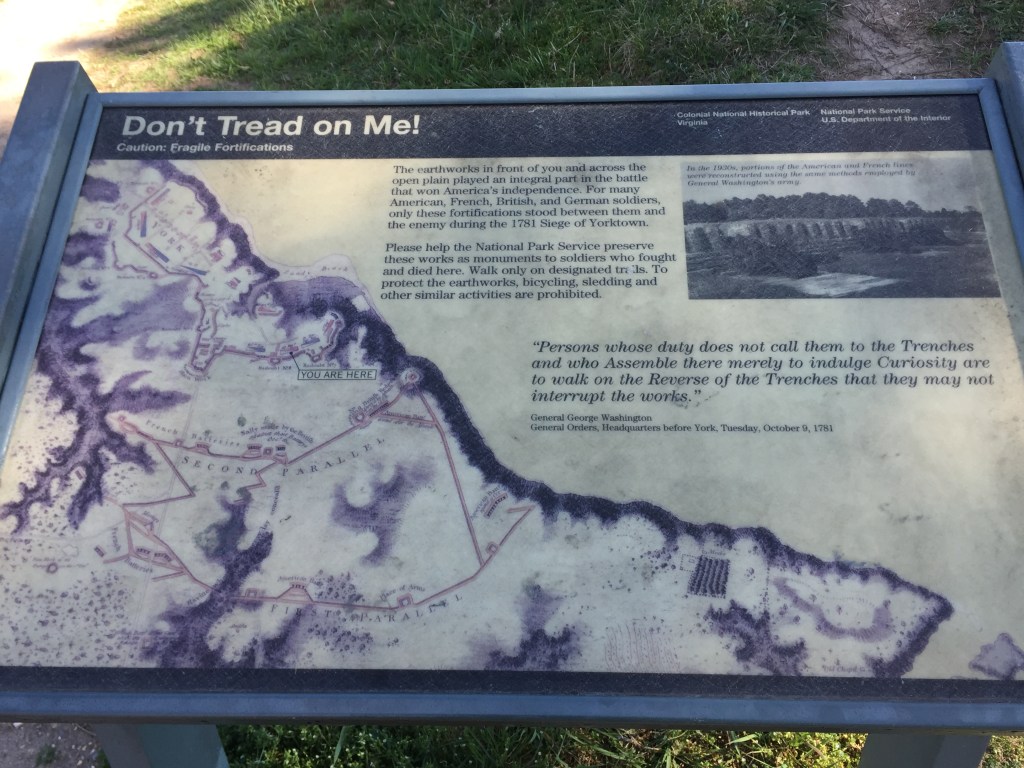 Don't Tread on Me!
Caution: Fragile Fortifications
Colonial National Historical Park
Virginia
National Park Service
U.S. Department of the Interior
The earthworks in front of you and across the
open plain played an integral part in the battle
that won America's independence. For many
American, French, British, and German soldiers,
only these fortifications stood between them and
the enemy during the 1781 Siege of Yorktown.
Please help the National Park Service preserve
these works as monuments to soldiers who fought
and died here. Walk only on designated trails. To
protect the earthworks, bicycling, sledding and
other similar activities are prohibited.
In the 1930s, portions of the American and French lines
were reconstructed using the same methods employed by
General Washington's army.
"Persons whose duty does not call them to the Trenches
and who Assemble there merely to indulge Curiosity are
to walk on the Reverse of the Trenches that they may not
interrupt the works."
General George Washington
General Orders, Headquarters before York, Tuesday, October 9, 1781
YORK
YOU ARE HERE
French Batteries
SECOND PARALLEL
FIRST PARALLEL